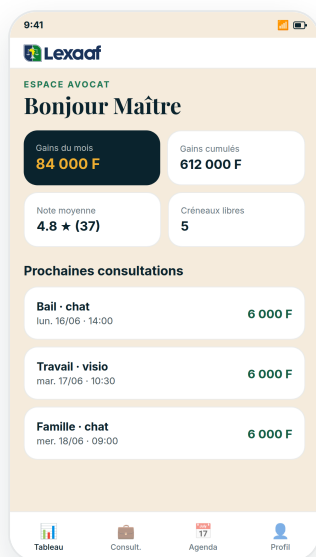 9:41
Lexaaf
ESPACE AVOCAT
Bonjour Maître
Gains du mois
84 000 F
Gains cumulés
612 000 F
Note moyenne
4.8 ★ (37)
Créneaux libres
5
Prochaines consultations
Bail · chat
lun. 16/06 · 14:00
6 000 F
Travail · visio
mar. 17/06 · 10:30
6 000 F
Famille · chat
mer. 18/06 · 09:00
6 000 F
Tableau
Consult.
Agenda
Profil